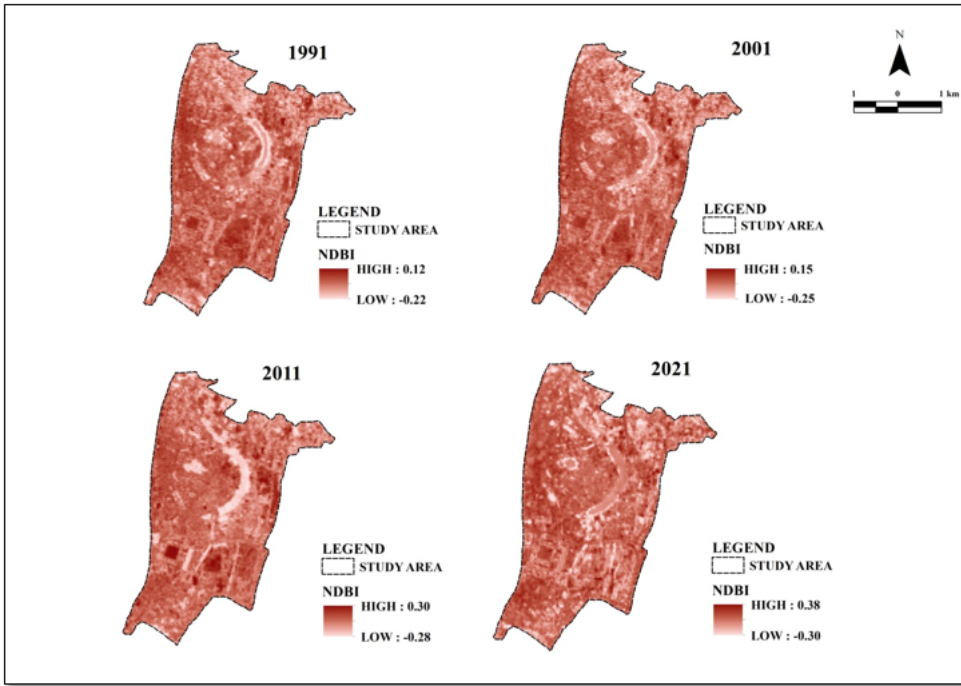 1991
2001
N
1 0 1 km
LEGEND
STUDY AREA
NDBI
HIGH : 0.12
LOW : -0.22
LEGEND
STUDY AREA
NDBI
HIGH : 0.15
LOW : -0.25
2011
2021
LEGEND
STUDY AREA
NDBI
HIGH : 0.30
LOW : -0.28
LEGEND
STUDY AREA
NDBI
HIGH : 0.38
LOW : -0.30